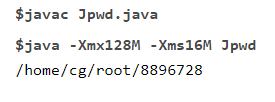 $javac Jpwd.java
$java -Xmx128M -Xms16M Jpwd
/home/cg/root/8896728